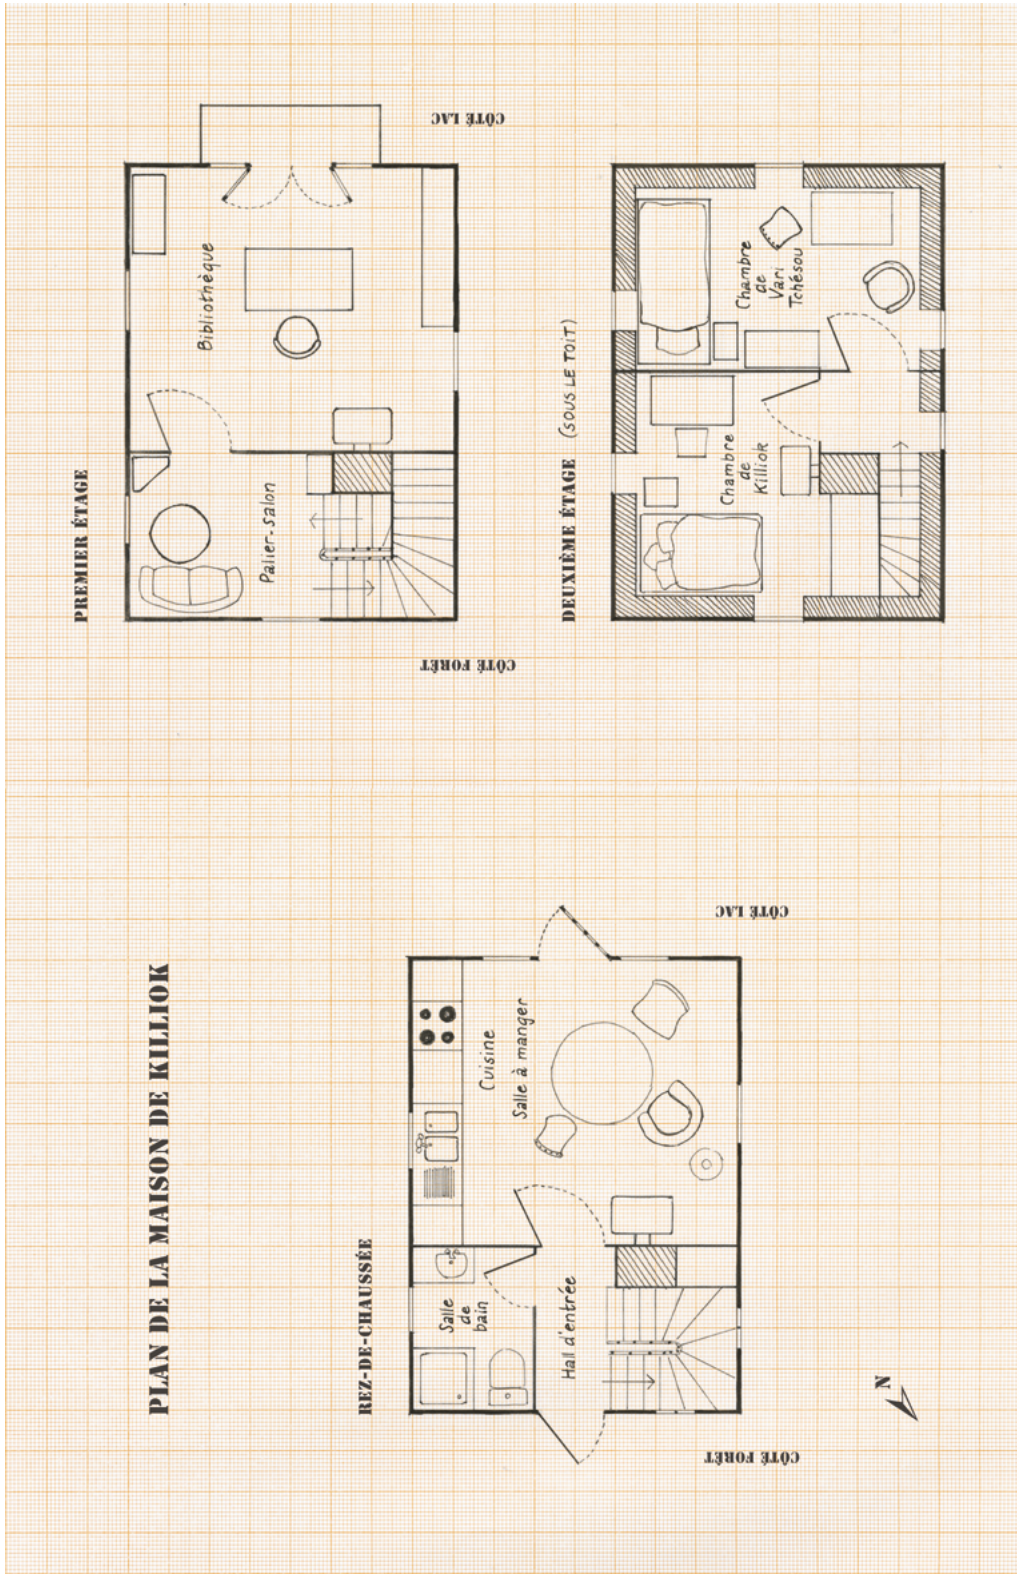 PLAN DE LA MAISON DE KILLIOK
REZ-DE-CHAUSSÉE
Salle
de
bain
Hall d'entrée
Cuisine
Salle à manger
CÔTÉ FORÊT
CÔTÉ LAC
N
PREMIER ÉTAGE
Palier-salon
Bibliothèque
CÔTÉ FORÊT
CÔTÉ LAC
DEUXIÈME ÉTAGE (SOUS LE TOIT)
Chambre
de
Killiok
Chambre
de
Vari
Tchésou